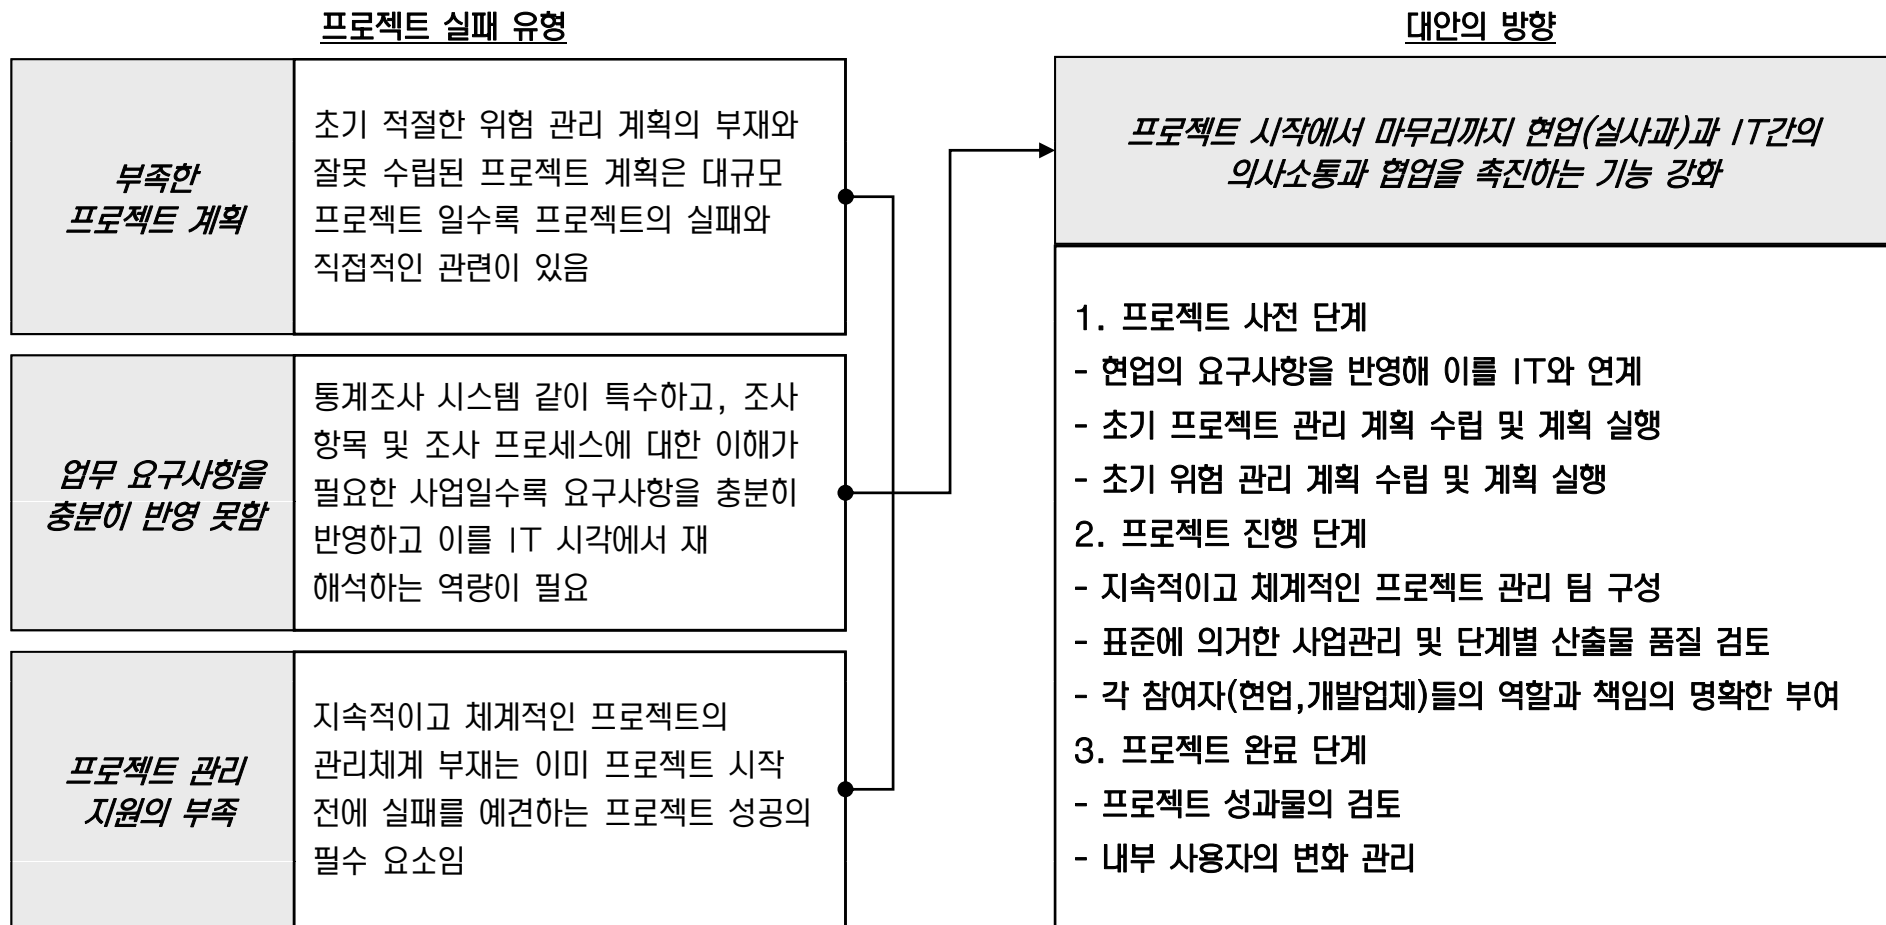 프로젝트 실패 유형
부족한
프로젝트 계획
초기 적절한 위험 관리 계획의 부재와
잘못 수립된 프로젝트 계획은 대규모
프로젝트 일수록 프로젝트의 실패와
직접적인 관련이 있음
업무 요구사항을
충분히 반영 못함
통계조사 시스템 같이 특수하고, 조사
항목 및 조사 프로세스에 대한 이해가
필요한 사업일수록 요구사항을 충분히
반영하고 이를 IT 시각에서 재
해석하는 역량이 필요
프로젝트 관리
지원의 부족
지속적이고 체계적인 프로젝트의
관리체계 부재는 이미 프로젝트 시작
전에 실패를 예견하는 프로젝트 성공의
필수 요소임
대안의 방향
프로젝트 시작에서 마무리까지 현업(실사과)과 IT간의
의사소통과 협업을 촉진하는 기능 강화
1. 프로젝트 사전 단계
- 현업의 요구사항을 반영해 이를 IT와 연계
- 초기 프로젝트 관리 계획 수립 및 계획 실행
- 초기 위험 관리 계획 수립 및 계획 실행
2. 프로젝트 진행 단계
- 지속적이고 체계적인 프로젝트 관리 팀 구성
- 표준에 의거한 사업관리 및 단계별 산출물 품질 검토
- 각 참여자(현업,개발업체)들의 역할과 책임의 명확한 부여
3. 프로젝트 완료 단계
- 프로젝트 성과물의 검토
- 내부 사용자의 변화 관리